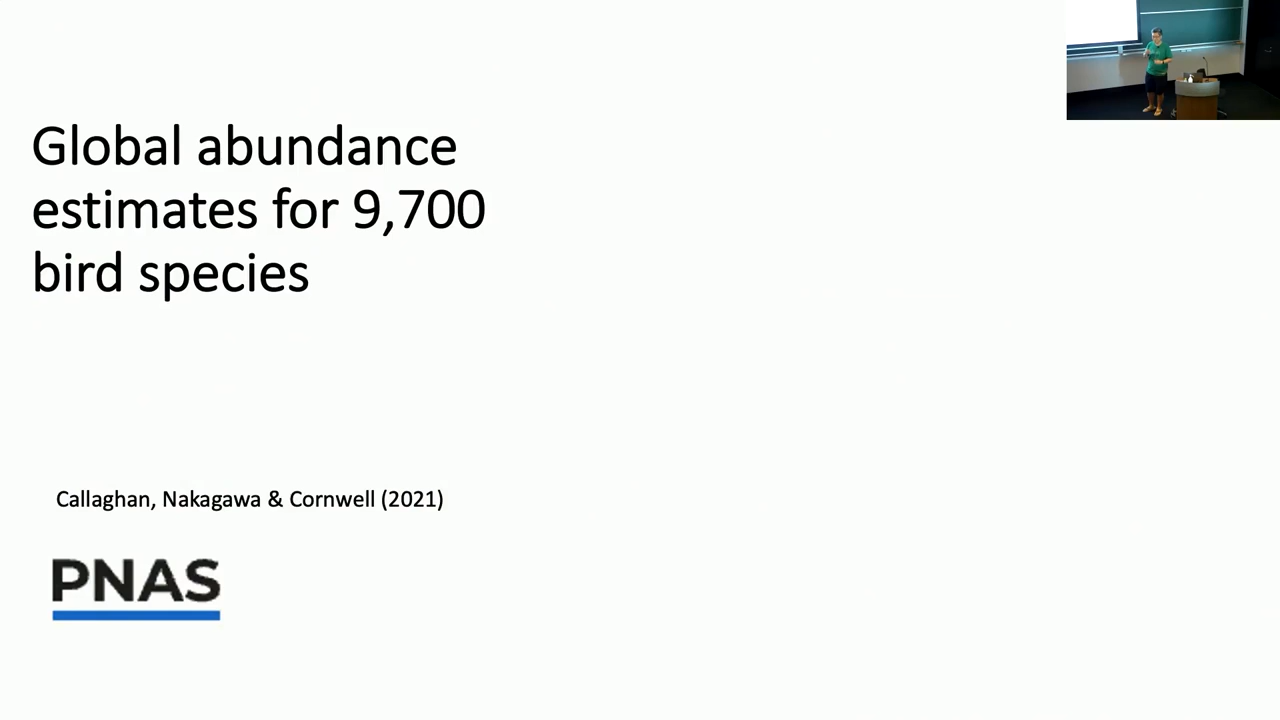 Global abundance
estimates for 9,700
bird species
Callaghan, Nakagawa & Cornwell (2021)
PNAS